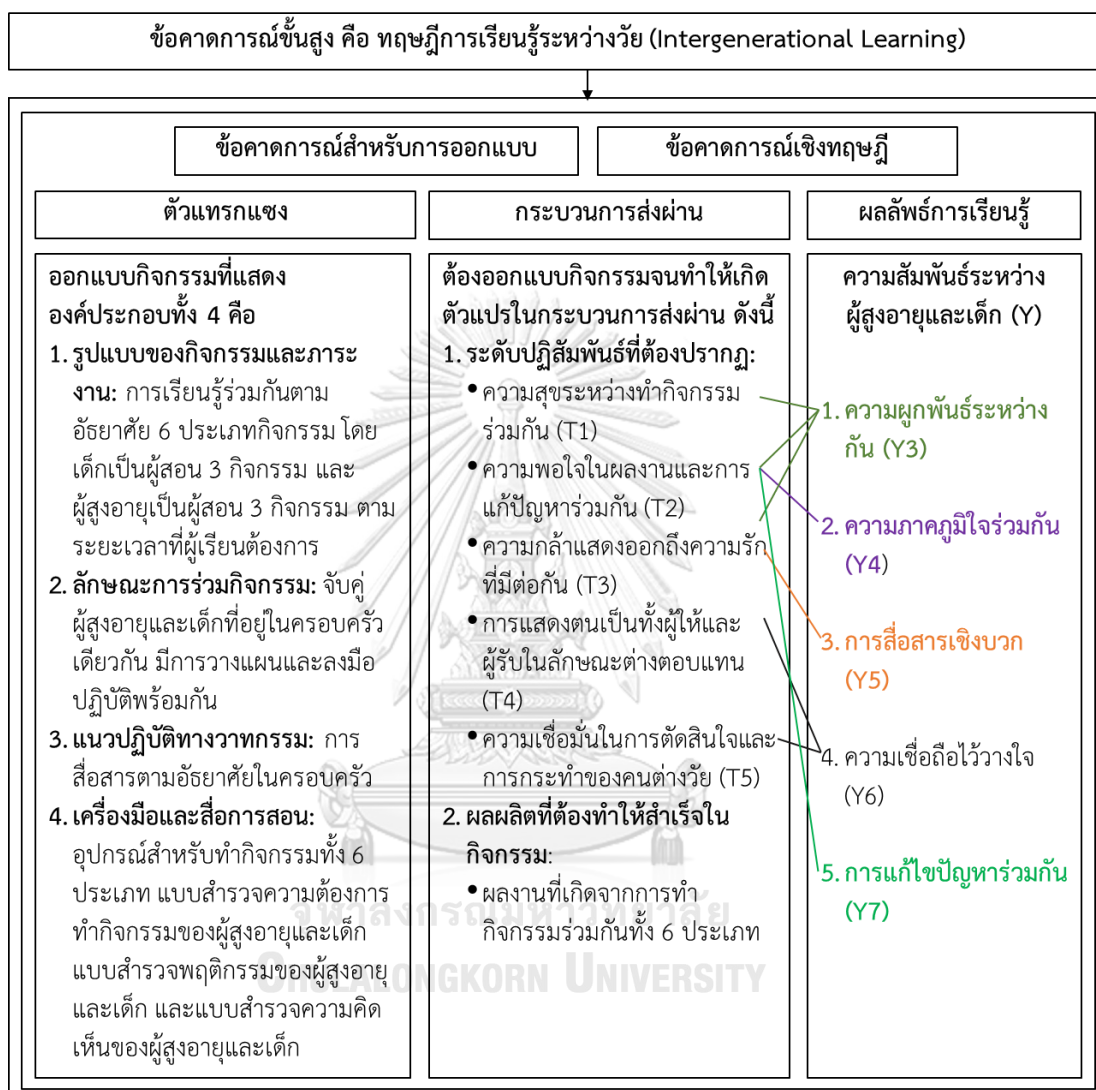 ข้อคาดการณ์ขั้นสูง คือ ทฤษฎีการเรียนรู้ระหว่างวัย (Intergenerational Learning)
ข้อคาดการณ์สำหรับการออกแบบ
ข้อคาดการณ์เชิงทฤษฎี
ตัวแทรกแซง
กระบวนการส่งผ่าน
ผลลัพธ์การเรียนรู้
ออกแบบกิจกรรมที่แสดง
องค์ประกอบทั้ง 4 คือ
1. รูปแบบของกิจกรรมและภาระ
งาน: การเรียนรู้ร่วมกันตาม
อัธยาศัย 6 ประเภทกิจกรรม โดย
เด็กเป็นผู้สอน 3 กิจกรรม และ
ผู้สูงอายุเป็นผู้สอน 3 กิจกรรม ตาม
ระยะเวลาที่ผู้เรียนต้องการ
2. ลักษณะการร่วมกิจกรรม: จับคู่
ผู้สูงอายุและเด็กที่อยู่ในครอบครัว
เดียวกัน มีการวางแผนและลงมือ
ปฏิบัติพร้อมกัน
3. แนวปฏิบัติทางวาทกรรม: การ
สื่อสารตามอัธยาศัยในครอบครัว
4. เครื่องมือและสื่อการสอน:
อุปกรณ์สำหรับทำกิจกรรมทั้ง 6
ประเภท แบบสำรวจความต้องการ
ทำกิจกรรมของผู้สูงอายุและเด็ก
แบบสำรวจพฤติกรรมของผู้สูงอายุ
และเด็ก และแบบสำรวจความคิด
เห็นของผู้สูงอายุและเด็ก
ต้องออกแบบกิจกรรมจนทำให้เกิด
ตัวแปรในกระบวนการส่งผ่าน ดังนี้
1. ระดับปฏิสัมพันธ์ที่ต้องปรากฏ:
• ความสุขระหว่างทำกิจกรรม
ร่วมกัน (T1)
• ความพอใจในผลงานและการ
แก้ปัญหาร่วมกัน (T2)
• ความกล้าแสดงออกถึงความรัก
ที่มีต่อกัน (T3)
• การแสดงตนเป็นทั้งผู้ให้และ
ผู้รับในลักษณะต่างตอบแทน
(T4)
• ความเชื่อมั่นในการตัดสินใจและ
การกระทำของคนต่างวัย (T5)
2. ผลผลิตที่ต้องทำให้สำเร็จใน
กิจกรรม:
• ผลงานที่เกิดจากการทำ
กิจกรรมร่วมกันทั้ง 6 ประเภท
ความสัมพันธ์ระหว่าง
ผู้สูงอายุและเด็ก (Y)
1. ความผูกพันธ์ระหว่าง
กัน (Y3)
2. ความภาคภูมิใจร่วมกัน
(Y4)
3. การสื่อสารเชิงบวก
(Y5)
4. ความเชื่อถือไว้วางใจ
(Y6)
5. การแก้ไขปัญหาร่วมกัน
(Y7)
จุฬาลงกรณ์มหาวิทยาลัย
CHULALONGKORN UNIVERSITY